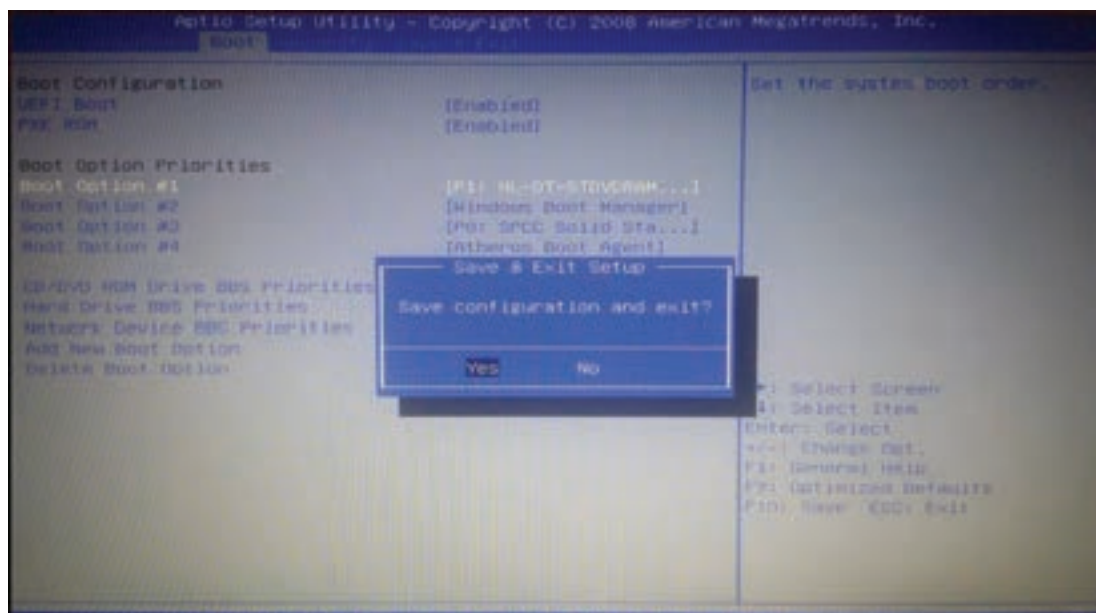 Aptio Setup Utility - Copyright (C) 2008 American Megatrends, Inc.
Boot
Boot Configuration
UEFI Boot [Enabled]
PXE ROM [Enabled]
Set the system boot order.
Boot Option Priorities
Boot Option #1 [P1: HL-DT-STDVDRAM...]
Boot Option #2 [Windows Boot Manager]
Boot Option #3 [P0: SPCC Solid Sta...]
Boot Option #4 [Atheros Boot Agent]
CD/DVD ROM Drive BBS Priorities
Hard Drive BBS Priorities
Network Device BBS Priorities
Add New Boot Option
Delete Boot Option
Save & Exit Setup
Save configuration and exit?
Yes No
: Select Screen
: Select Item
Enter: Select
+/-: Change Opt.
F1: General Help
F9: Optimized Defaults
F10: Save ESC: Exit